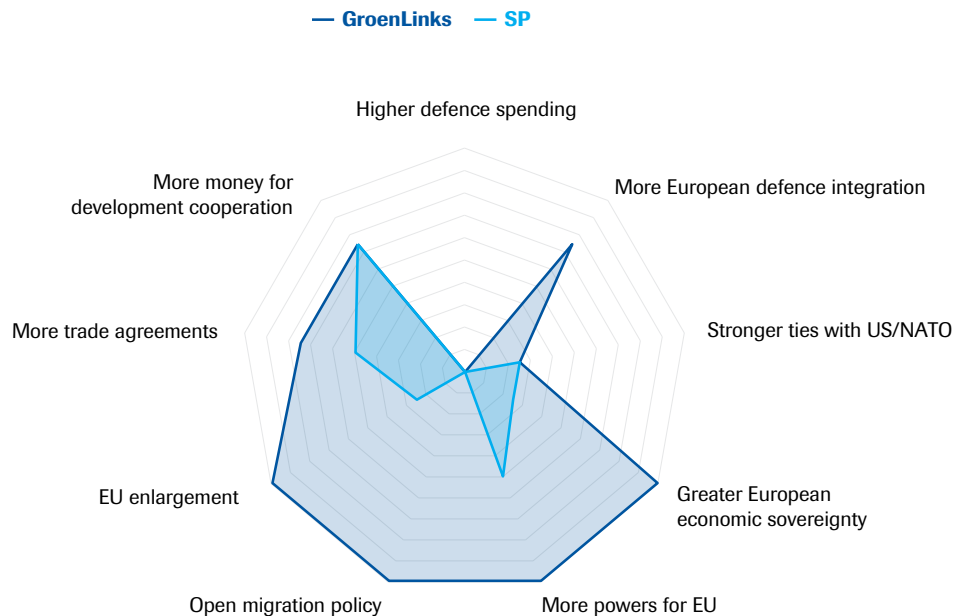 GroenLinks
SP
Higher defence spending
More European defence integration
Stronger ties with US/NATO
Greater European
economic sovereignty
More powers for EU
Open migration policy
EU enlargement
More trade agreements
More money for
development cooperation